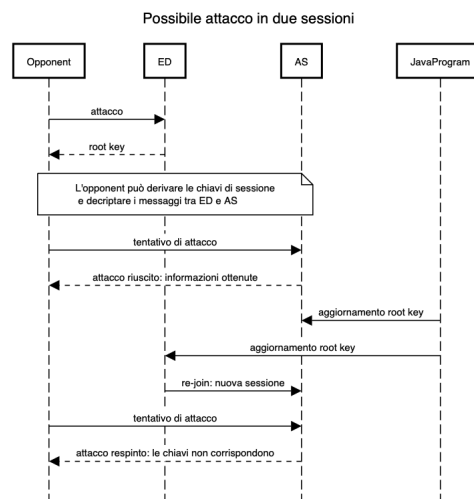 Possibile attacco in due sessioni
Opponent
ED
AS
JavaProgram
attacco
root key
L'opponent può derivare le chiavi di sessione
e decriptare i messaggi tra ED e AS
tentativo di attacco
attacco riuscito: informazioni ottenute
aggiornamento root key
aggiornamento root key
re-join: nuova sessione
tentativo di attacco
attacco respinto: le chiavi non corrispondono